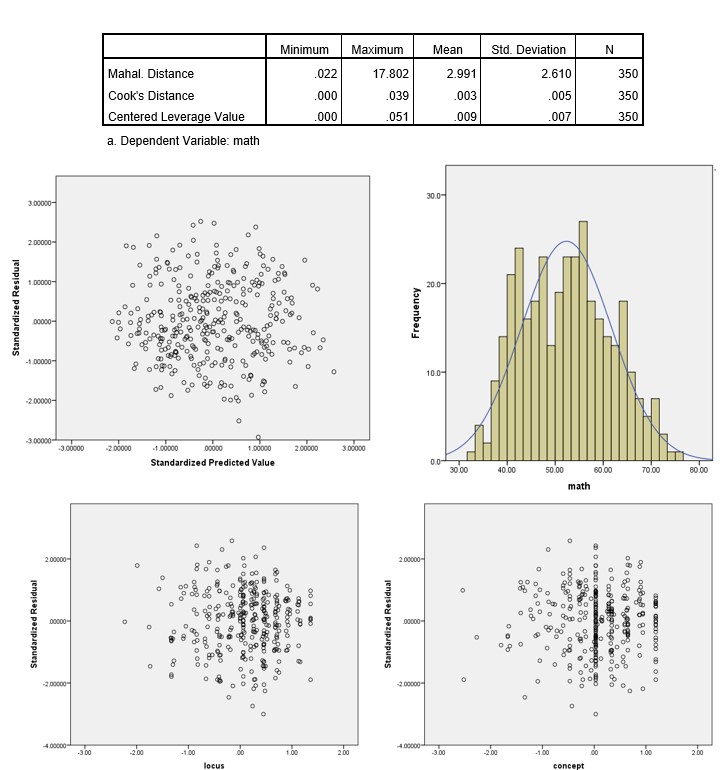 Minimum Maximum Mean Std. Deviation N
Mahal. Distance .022 17.802 2.991 2.610 350
Cook's Distance .000 .039 .003 .005 350
Centered Leverage Value .000 .051 .009 .007 350
a. Dependent Variable: math
Standardized Residual
3.00000
2.00000
1.00000
.00000
-1.00000
-2.00000
-3.00000
-3.00000 -2.00000 -1.00000 .00000 1.00000 2.00000 3.00000
Standardized Predicted Value
Frequency
30.0
20.0
10.0
0.0
30.00 40.00 50.00 60.00 70.00 80.00
math
Standardized Residual
2.00000
.00000
-2.00000
-4.00000
-3.00 -2.00 -1.00 .00 1.00 2.00
locus
Standardized Residual
2.00000
.00000
-2.00000
-4.00000
-3.00 -2.00 -1.00 .00 1.00 2.00
concept